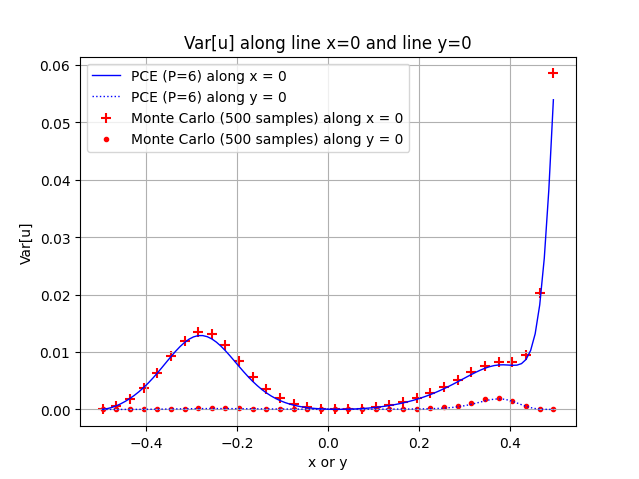 Var[u] along line x=0 and line y=0
PCE (P=6) along x = 0
PCE (P=6) along y = 0
Monte Carlo (500 samples) along x = 0
Monte Carlo (500 samples) along y = 0
Var[u]
0.06
0.05
0.04
0.03
0.02
0.01
0.00
−0.4 −0.2 0.0 0.2 0.4
x or y